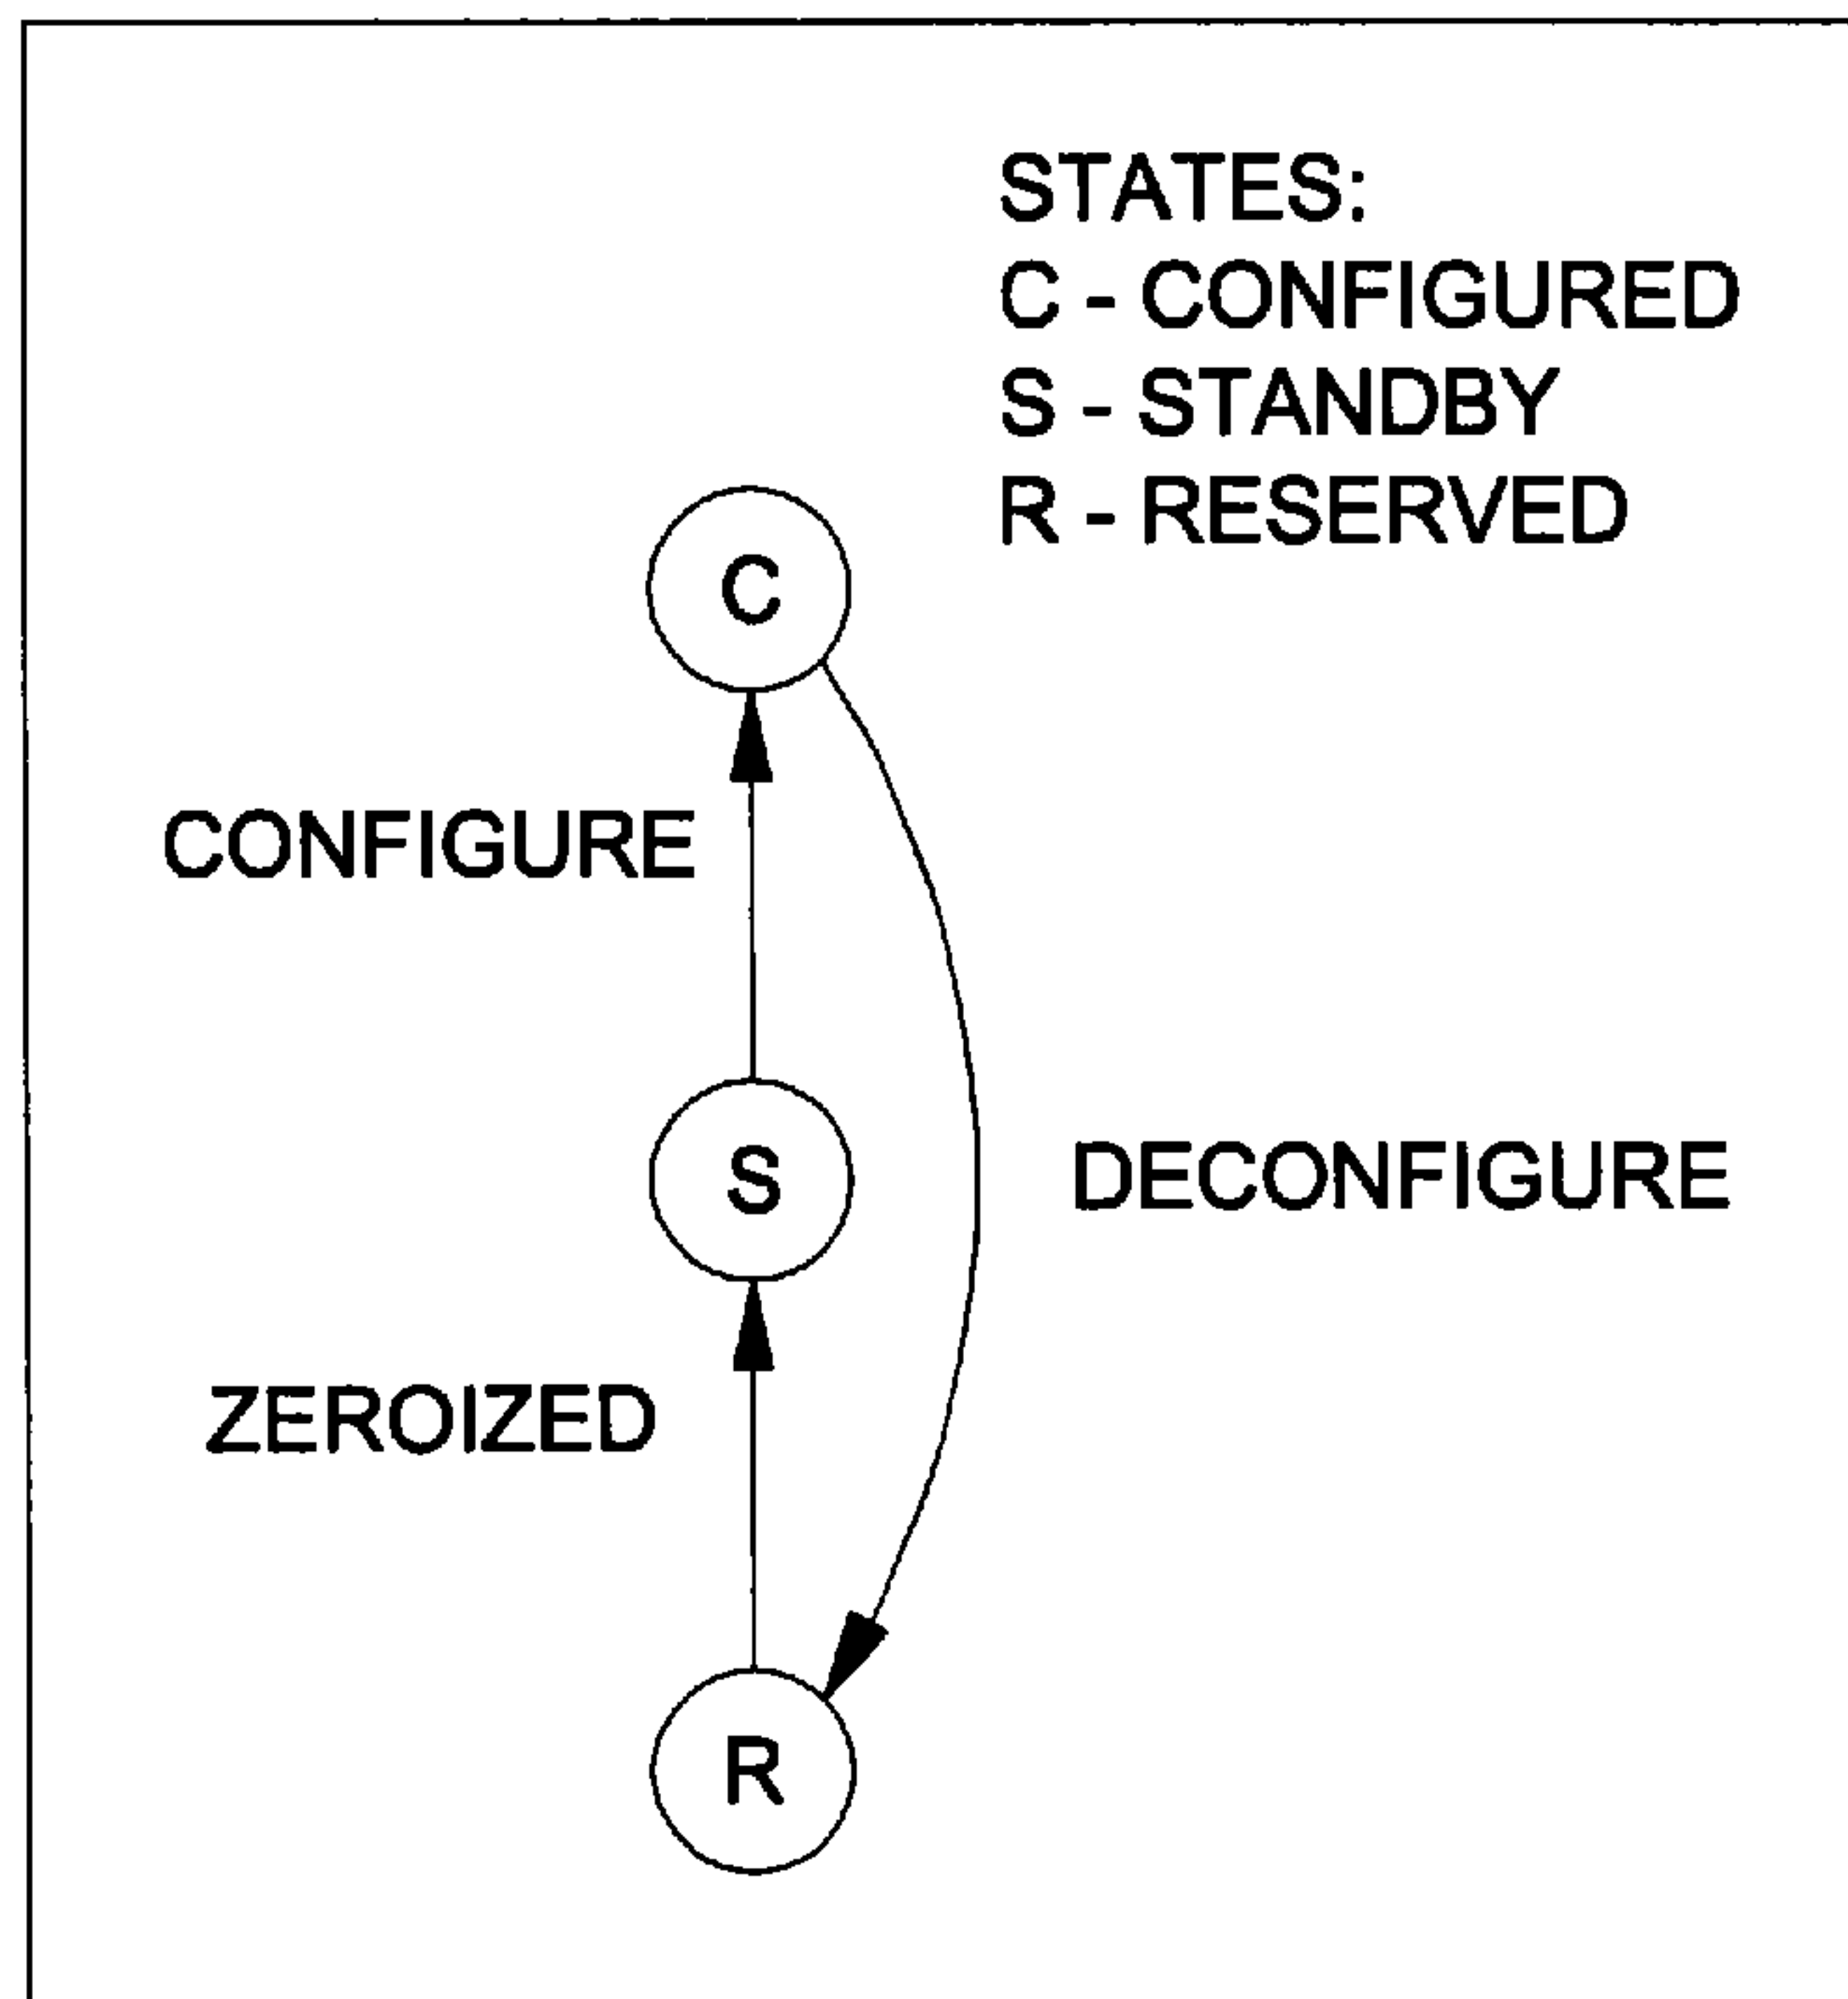 STATES:
C - CONFIGURED
S - STANDBY
R - RESERVED
C
CONFIGURE
S
DECONFIGURE
ZEROIZED
R